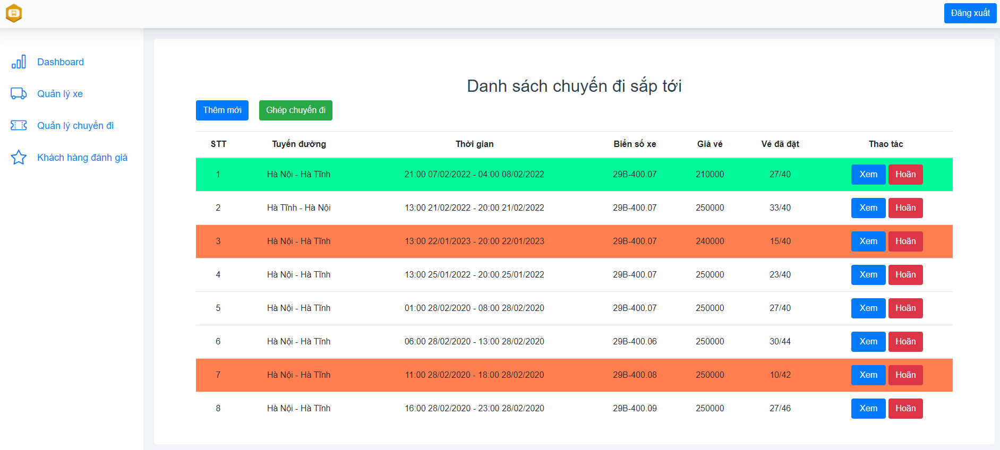 Đăng xuất
Dashboard
Quản lý xe
Quản lý chuyến đi
Khách hàng đánh giá
Danh sách chuyến đi sắp tới
Thêm mới Ghép chuyến đi
STT Tuyến đường Thời gian Biển số xe Giá vé Vé đã đặt Thao tác
1 Hà Nội - Hà Tĩnh 21:00 07/02/2022 - 04:00 08/02/2022 29B-400.07 210000 27/40 Xem Hoãn
2 Hà Tĩnh - Hà Nội 13:00 21/02/2022 - 20:00 21/02/2022 29B-400.07 250000 33/40 Xem Hoãn
3 Hà Nội - Hà Tĩnh 13:00 22/01/2023 - 20:00 22/01/2023 29B-400.07 240000 15/40 Xem Hoãn
4 Hà Nội - Hà Tĩnh 13:00 25/01/2022 - 20:00 25/01/2022 29B-400.07 250000 23/40 Xem Hoãn
5 Hà Nội - Hà Tĩnh 01:00 28/02/2020 - 08:00 28/02/2020 29B-400.07 250000 27/40 Xem Hoãn
6 Hà Nội - Hà Tĩnh 06:00 28/02/2020 - 13:00 28/02/2020 29B-400.06 250000 30/44 Xem Hoãn
7 Hà Nội - Hà Tĩnh 11:00 28/02/2020 - 18:00 28/02/2020 29B-400.08 250000 10/42 Xem Hoãn
8 Hà Nội - Hà Tĩnh 16:00 28/02/2020 - 23:00 28/02/2020 29B-400.09 250000 27/46 Xem Hoãn